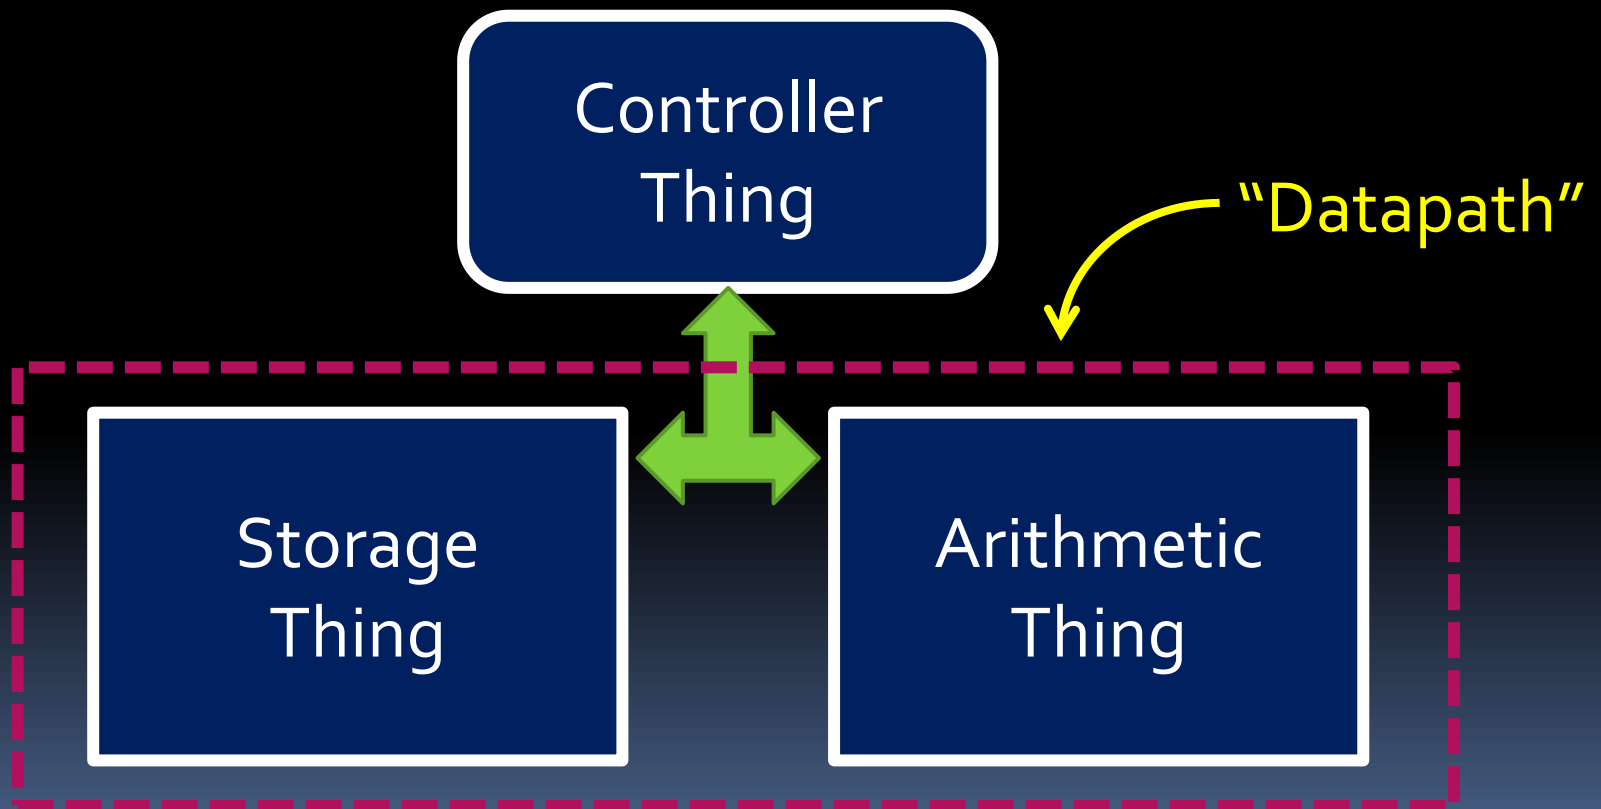 Controller
Thing
“Datapath”
Storage
Thing
Arithmetic
Thing